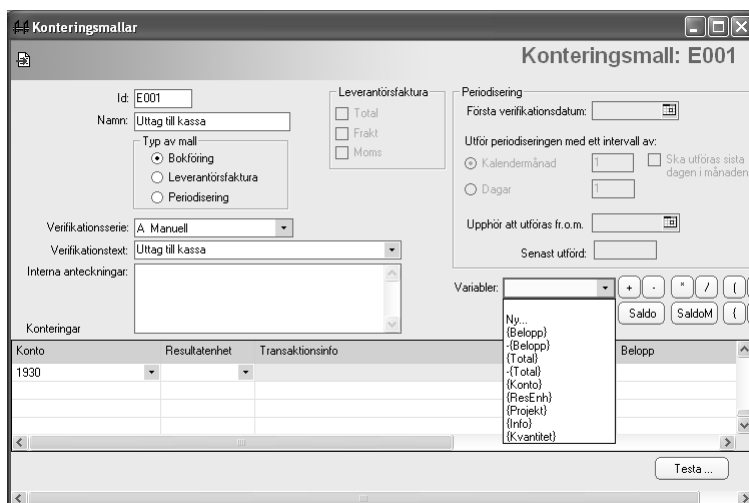 Konteringsmallar
Konteringsmall: E001
Id: E001
Namn: Uttag till kassa
Typ av mall
Bokföring
Leverantörsfaktura
Periodisering
Leverantörsfaktura
Total
Frakt
Moms
Periodisering
Första verifikationsdatum:
Utför periodiseringen med ett intervall av:
Kalendermånad 1
Ska utföras sista
dagen i månaden
Dagar 1
Upphör att utföras fr.o.m.
Senast utförd:
Verifikationsserie: A Manuell
Verifikationstext: Uttag till kassa
Interna anteckningar:
Variabler: + - * / (
Saldo SaldoM {
Ny...
{Belopp}
-{Belopp}
{Total}
-{Total}
{Konto}
{ResEnh}
{Projekt}
{Info}
{Kvantitet}
Konteringar
Konto Resultatenhet Transaktionsinfo Belopp
1930
Testa ...